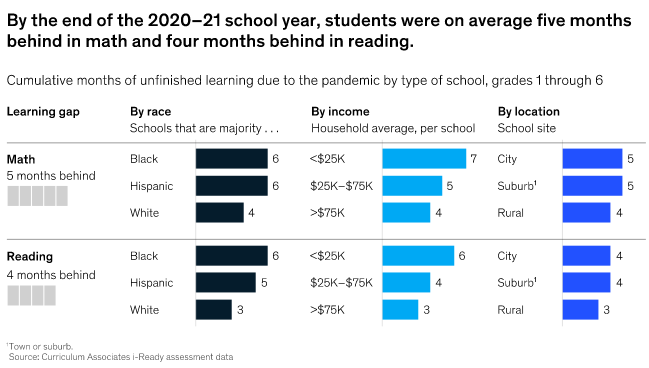 By the end of the 2020–21 school year, students were on average five months
behind in math and four months behind in reading.
Cumulative months of unfinished learning due to the pandemic by type of school, grades 1 through 6
Learning gap By race By income By location
Schools that are majority . . . Household average, per school School site
Math Black 6 <$25K 7 City 5
5 months behind Hispanic 6 $25K–$75K 5 Suburb¹ 5
White 4 >$75K 4 Rural 4
Reading Black 6 <$25K 6 City 4
4 months behind Hispanic 5 $25K–$75K 4 Suburb¹ 4
White 3 >$75K 3 Rural 3
¹Town or suburb.
Source: Curriculum Associates i-Ready assessment data